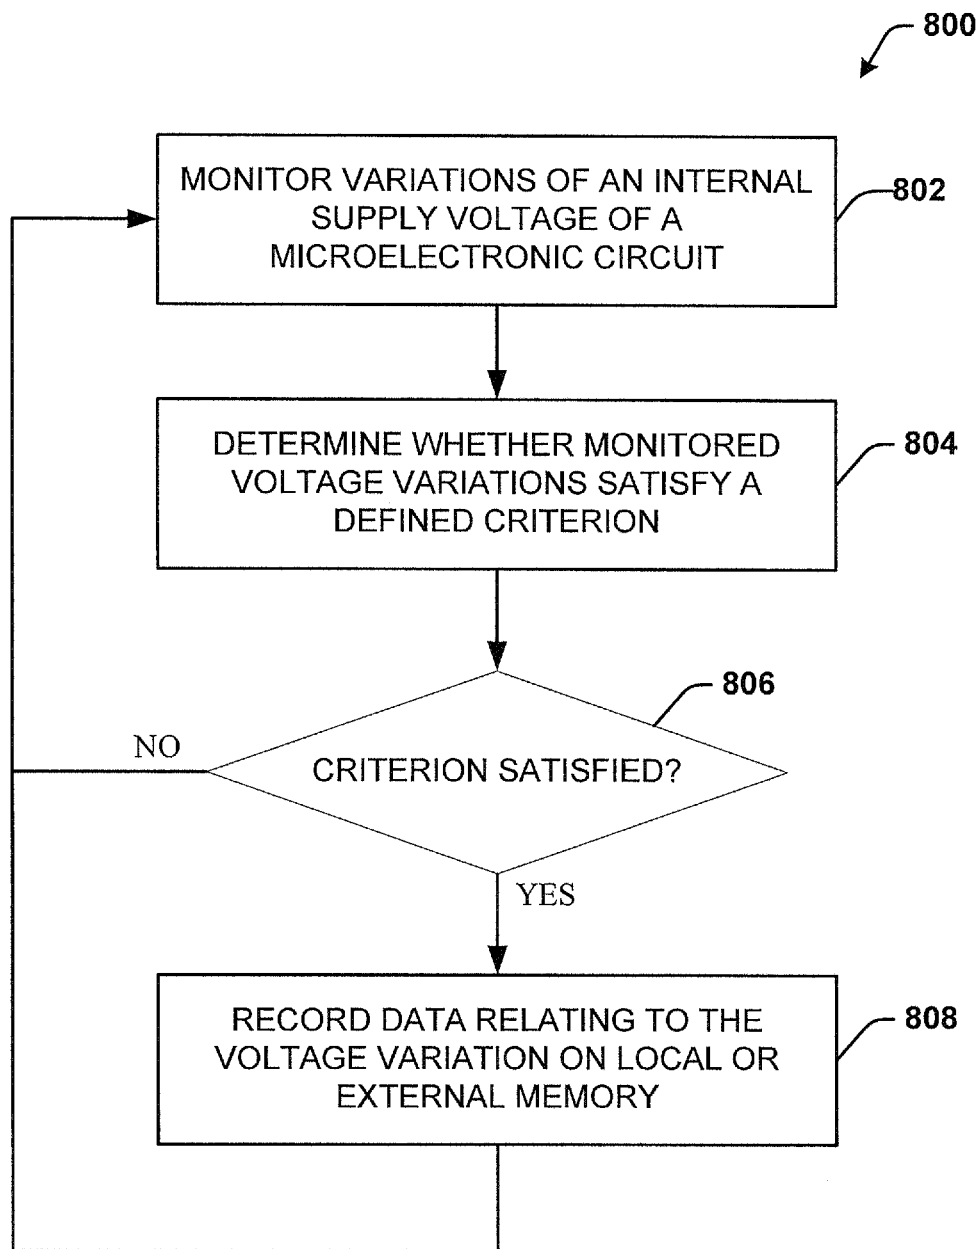 800
MONITOR VARIATIONS OF AN INTERNAL
SUPPLY VOLTAGE OF A
MICROELECTRONIC CIRCUIT
802
DETERMINE WHETHER MONITORED
VOLTAGE VARIATIONS SATISFY A
DEFINED CRITERION
804
806
NO
CRITERION SATISFIED?
YES
RECORD DATA RELATING TO THE
VOLTAGE VARIATION ON LOCAL OR
EXTERNAL MEMORY
808